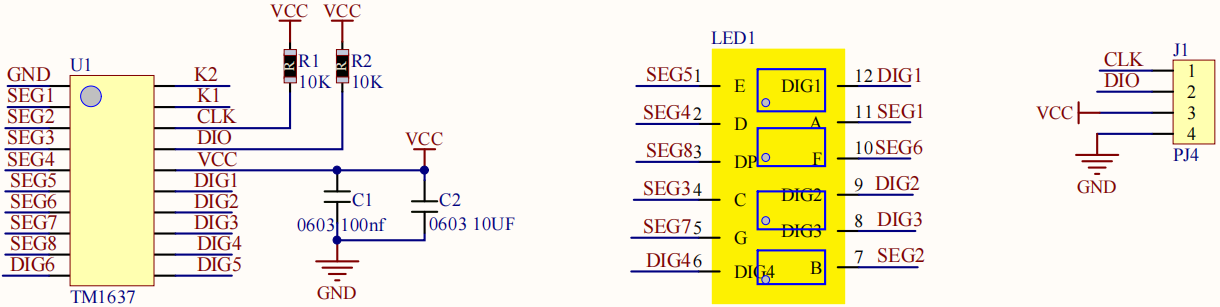 VCC VCC
U1
R1 R2
10K 10K
GND K2
SEG1 K1
SEG2 CLK
SEG3 DIO
SEG4 VCC
SEG5 DIG1
SEG6 DIG2
SEG7 DIG3
SEG8 DIG4
DIG6 DIG5
TM1637
VCC
C1 C2
0603 100nf 0603 10UF
GND
LED1
SEG5 1 E DIG1 12 DIG1
SEG4 2 D A 11 SEG1
SEG8 3 DP F 10 SEG6
SEG3 4 C DIG2 9 DIG2
SEG7 5 G DIG3 8 DIG3
DIG4 6 DIG4 B 7 SEG2
J1
CLK 1
DIO 2
VCC 3
4
PJ4
GND